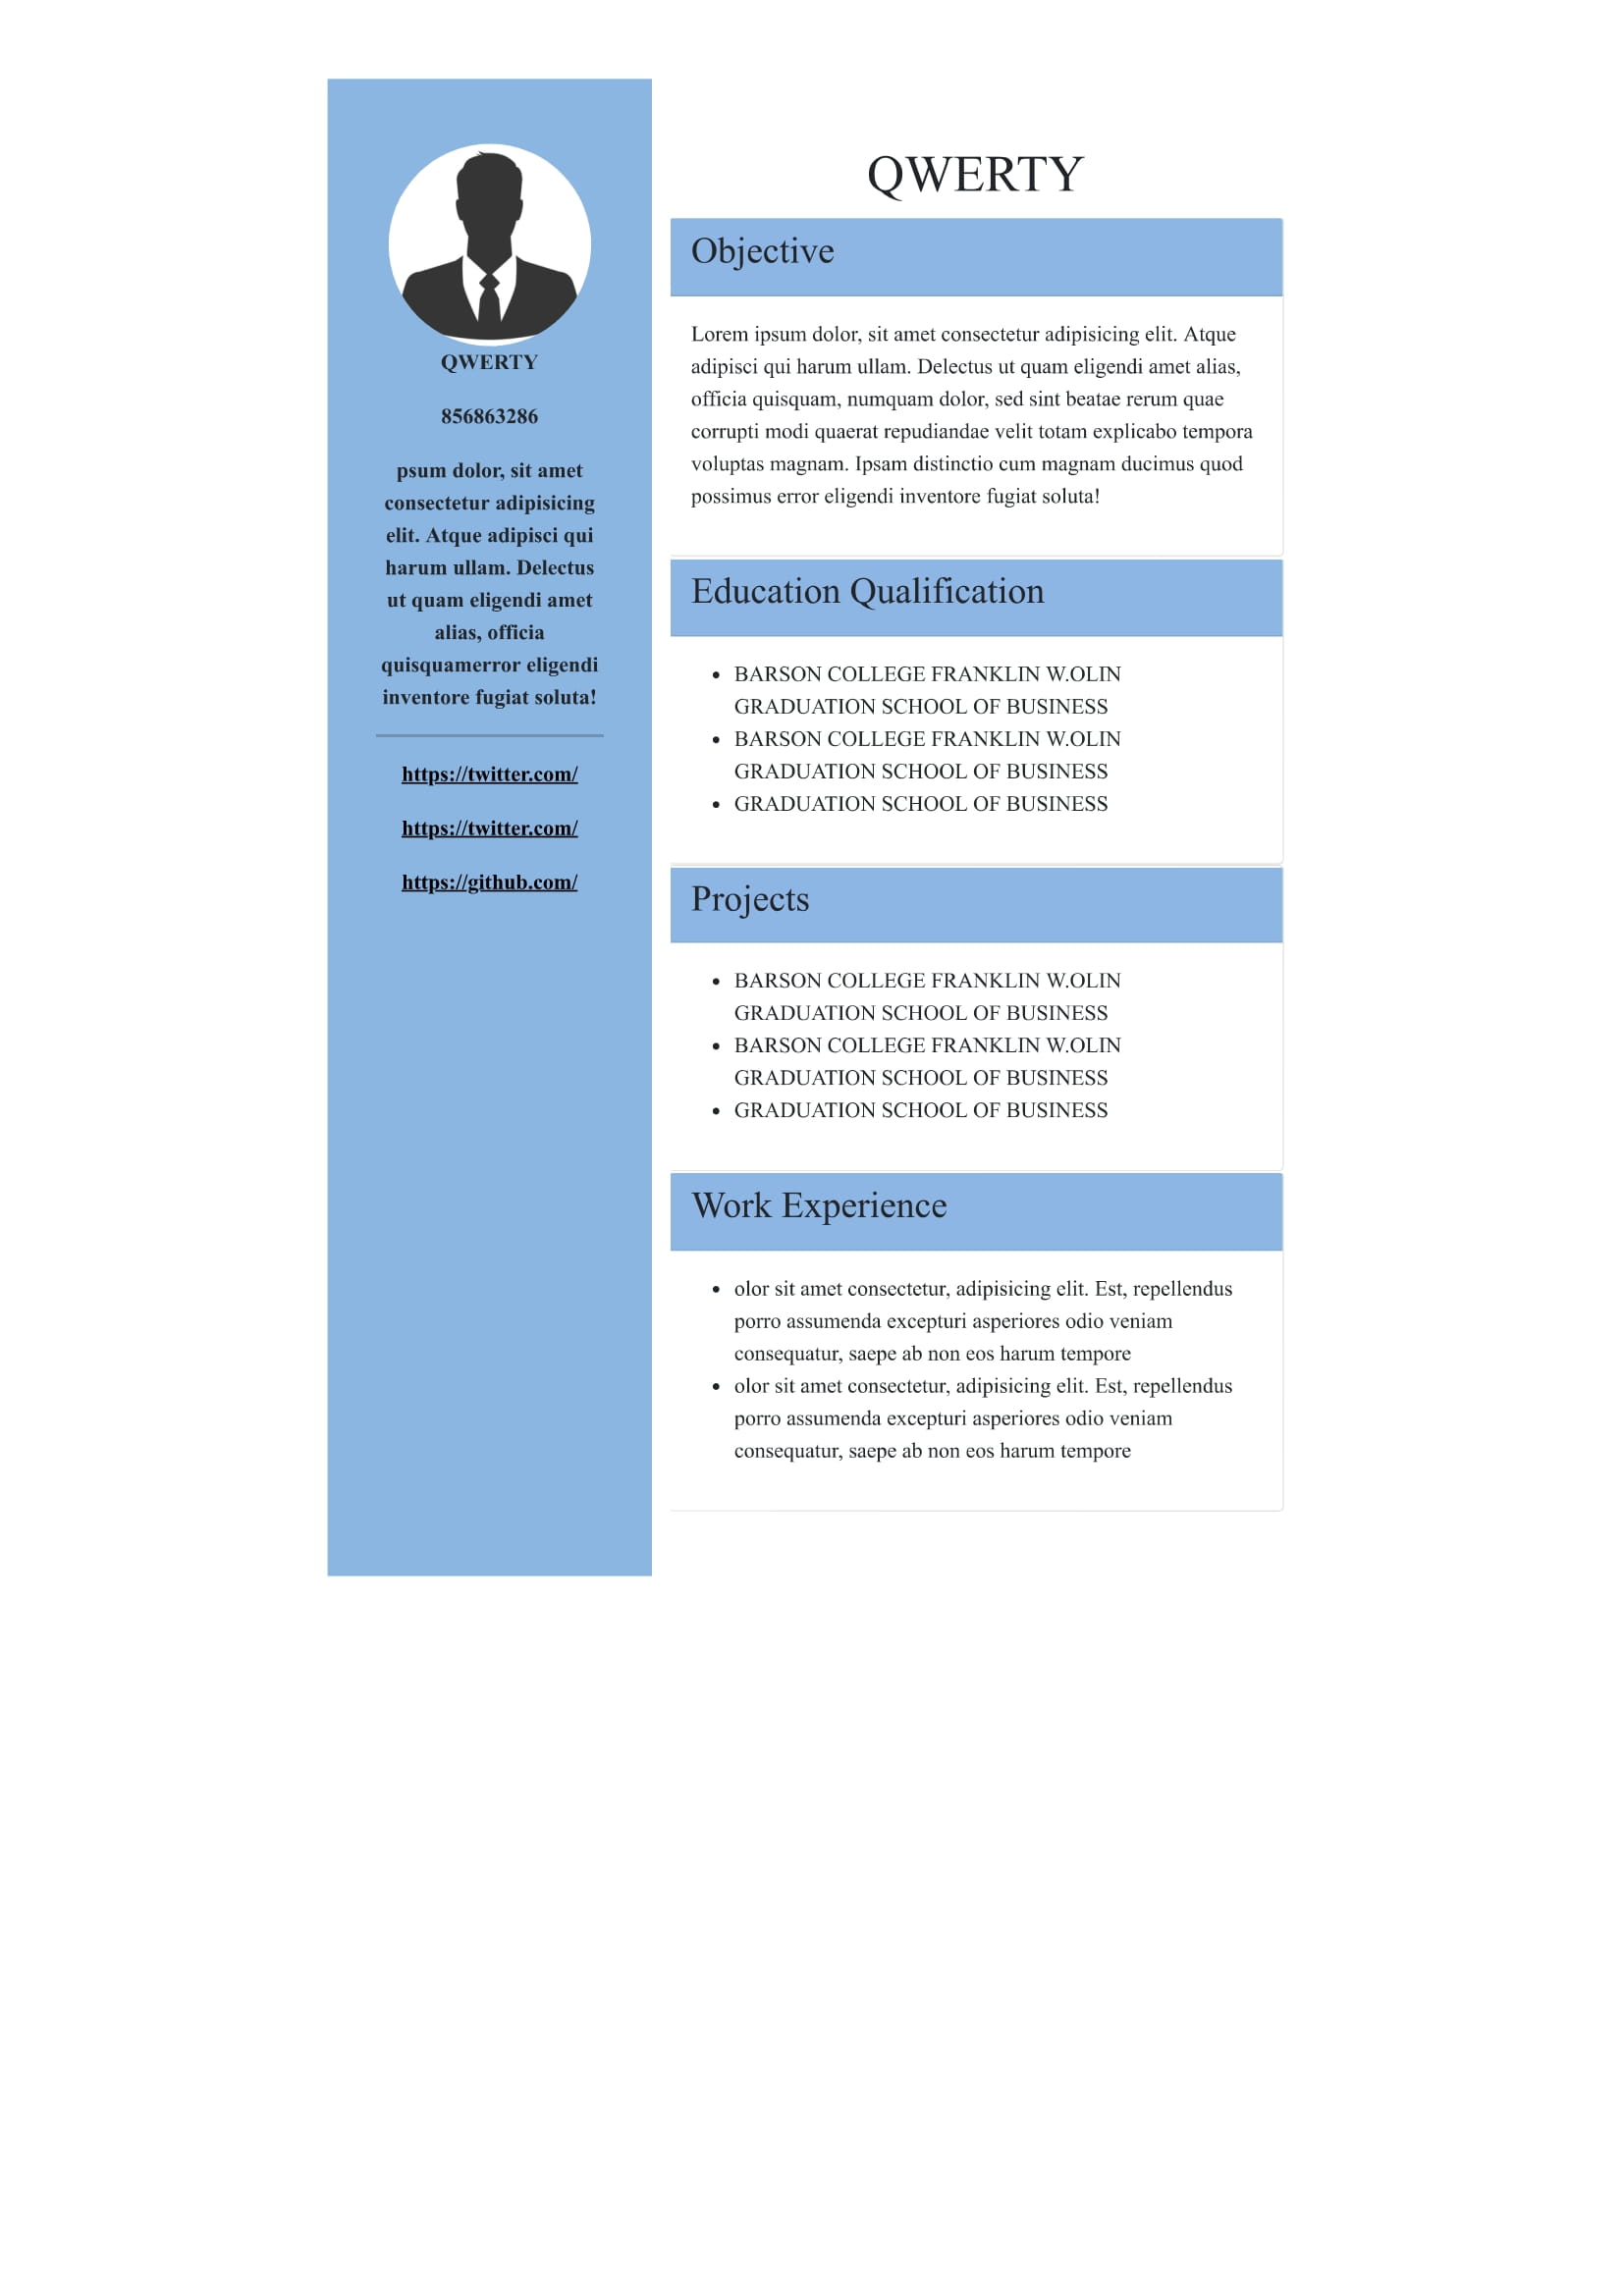 QWERTY
856863286
psum dolor, sit amet
consectetur adipisicing
elit. Atque adipisci qui
harum ullam. Delectus
ut quam eligendi amet
alias, officia
quisquamerror eligendi
inventore fugiat soluta!
https://twitter.com/
https://twitter.com/
https://github.com/
QWERTY
Objective
Lorem ipsum dolor, sit amet consectetur adipisicing elit. Atque
adipisci qui harum ullam. Delectus ut quam eligendi amet alias,
officia quisquam, numquam dolor, sed sint beatae rerum quae
corrupti modi quaerat repudiandae velit totam explicabo tempora
voluptas magnam. Ipsam distinctio cum magnam ducimus quod
possimus error eligendi inventore fugiat soluta!
Education Qualification
• BARSON COLLEGE FRANKLIN W.OLIN
GRADUATION SCHOOL OF BUSINESS
• BARSON COLLEGE FRANKLIN W.OLIN
GRADUATION SCHOOL OF BUSINESS
• GRADUATION SCHOOL OF BUSINESS
Projects
• BARSON COLLEGE FRANKLIN W.OLIN
GRADUATION SCHOOL OF BUSINESS
• BARSON COLLEGE FRANKLIN W.OLIN
GRADUATION SCHOOL OF BUSINESS
• GRADUATION SCHOOL OF BUSINESS
Work Experience
• olor sit amet consectetur, adipisicing elit. Est, repellendus
porro assumenda excepturi asperiores odio veniam
consequatur, saepe ab non eos harum tempore
• olor sit amet consectetur, adipisicing elit. Est, repellendus
porro assumenda excepturi asperiores odio veniam
consequatur, saepe ab non eos harum tempore